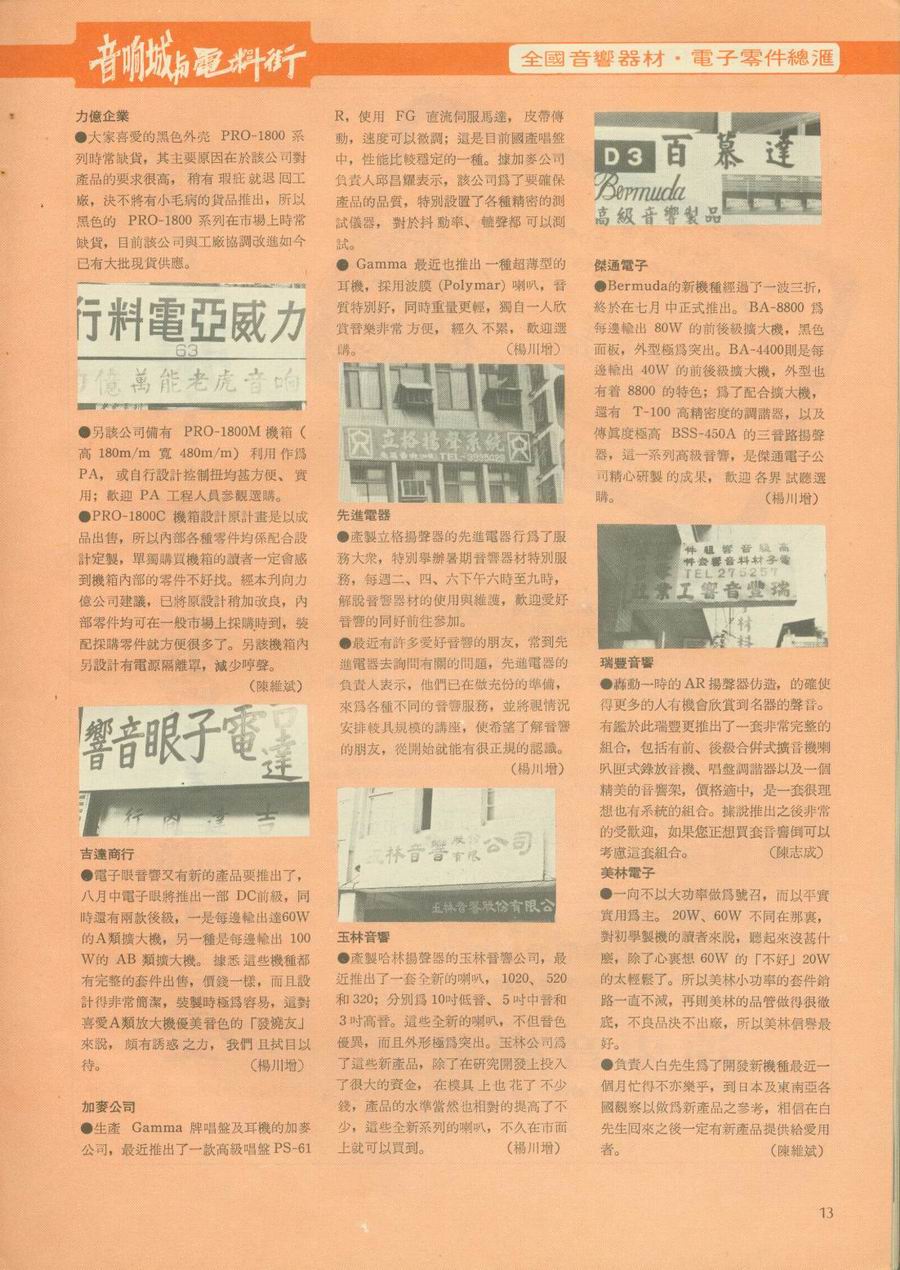 音响城与電料街
全國音響器材・電子零件總滙
力億企業
●大家喜愛的黑色外壳 PRO-1800 系
列時常缺貨，其主要原因在於該公司對
產品的要求很高， 稍有 瑕疵 就退 回工
廠，決不將有小毛病的貨品推出，所以
黑色的 PRO-1800 系列在市場上時常
缺貨，目前該公司與工廠協調改進如今
已有大批現貨供應。
行料電亞威力
63
億萬能老虎音响
●另該公司備有 PRO-1800M 機箱（
高 180m/m 寬 480m/m）利用 作爲
PA， 或自行設計控制扭均甚方便、 實
用；歡迎 PA 工程人員參觀選購。
●PRO-1800C 機箱設計原計畫是以成
品出售，所以內部各種零件均係配合設
計定製，單獨購買機箱的讀者一定會感
到機箱內部的零件不好找。經本刋向力
億公司建議，已將原設計稍加改良，內
部零件均可在一般市場上採購時到，裝
配採購零件就方便很多了。另該機箱內
另設計有電源隔離罩，減少哼聲。
（陳維斌）
響音眼子電
吉達
行 商 達 吉
吉達商行
●電子眼音響又有新的產品要推出了，
八月中電子眼將推出一部 DC前級，同
時還有兩款後級，一是每邊輸出達60W
的A類擴大機，另一種是每邊輸出 100
W的 AB 類擴大機。 據悉 這些機種都
有完整的套件出售，價錢一樣，而且設
計得非常簡潔，裝製時極爲容易，這對
喜愛A類放大機優美音色的「發燒友」
來說， 頗有誘惑 之力， 我們 且拭目以
待。 （楊川增）
加麥公司
●生產 Gamma 牌唱盤及耳機的加麥
公司，最近推出了一款高級唱盤 PS-61
R，使用 FG 直流伺服馬達，皮帶傳
動，速度可以微調；這是目前國產唱盤
中，性能比較穩定的一種。據加麥公司
負責人邱昌耀表示，該公司爲了要確保
產品的品質，特別設置了各種精密的測
試儀器， 對於抖 動率、 轆聲都 可以測
試。
● Gamma 最近也推出 一種超薄型的
耳機，採用波膜 (Polymar) 喇叭，音
質特別好，同時重量更輕，獨自一人欣
賞音樂非常 方便， 經久 不累， 歡迎選
購。 （楊川增）
立格揚聲系統
先進電器
●產製立格揚聲器的先進電器行爲了服
務大衆，特別舉辦暑期音響器材特別服
務，每週二、四、六下午六時至九時，
解說音響器材的使用與維護，歡迎愛好
音響的同好前往參加。
●最近有許多愛好音響的朋友，常到先
進電器去詢問有關的問題，先進電器的
負責人表示，他們已在做充份的準備，
來爲各種不同的音響服務，並將視情況
安排較具規模的講座，使希望了解音響
的朋友，從開始就能有很正規的認識。
（楊川增）
玉林音響股份有限公司
玉林音響股份有限公
玉林音響
●產製哈林揚聲器的玉林音響公司，最
近推出了一套全新的喇叭，1020、520
和 320；分別爲 10吋低音、5 吋中音和
3 吋高音。這些全新的喇叭，不但音色
優異，而且外形極爲突出。玉林公司爲
了這些新產品，除了在研究開發上投入
了很大的資金， 在模具 上也 花了 不少
錢，產品的水準當然也相對的提高了不
少，這些全新系列的喇叭，不久在市面
上就可以買到。 （楊川增）
D3 百慕達
Bermuda
高級音響製品
傑通電子
●Bermuda的新機種經過了一波三折，
終於在七月 中正式推出。 BA-8800 爲
每邊輸出 80W 的前後級擴大機，黑色
面板，外型極爲突出。BA-4400則是每
邊輸出 40W 的前後級擴大機，外型也
有着 8800 的特色；爲了配合擴大機，
還有 T-100 高精密度的調諧器，以及
傳眞度極高 BSS-450A 的三音路揚聲
器，這一系列高級音響，是傑通電子公
司精心研製 的成果， 歡迎 各界 試聽選
購。 （楊川增）
件組響音級高
件零響音料材子電
TEL275257
業工響音豐瑞
瑞豐音響
●轟動一時的 AR 揚聲器仿造，的確使
得更多的人有機會欣賞到名器的聲音。
有鑑於此瑞豐更推出了一套非常完整的
組合，包括有前、後級合倂式擴音機喇
叭匣式錄放音機、唱盤調諧器以及一個
精美的音響架，價格適中，是一套很理
想也有系統的組合。據說推出之後非常
的受歡迎，如果您正想買套音響倒可以
考慮這套組合。 （陳志成）
美林電子
●一向不以大功率做爲號召，而以平實
實用爲主。 20W、60W 不同在那裏，
對初學製機的讀者來說，聽起來沒甚什
麼，除了心裏想 60W 的「不好」20W
的太輕鬆了。所以美林小功率的套件銷
路一直不減，再則美林的品管做得很徹
底，不良品決不出廠，所以美林信譽最
好。
●負責人白先生爲了開發新機種最近一
個月忙得不亦樂乎，到日本及東南亞各
國觀察以做爲新產品之參考，相信在白
先生回來之後一定有新產品提供給愛用
者。 （陳維斌）
13